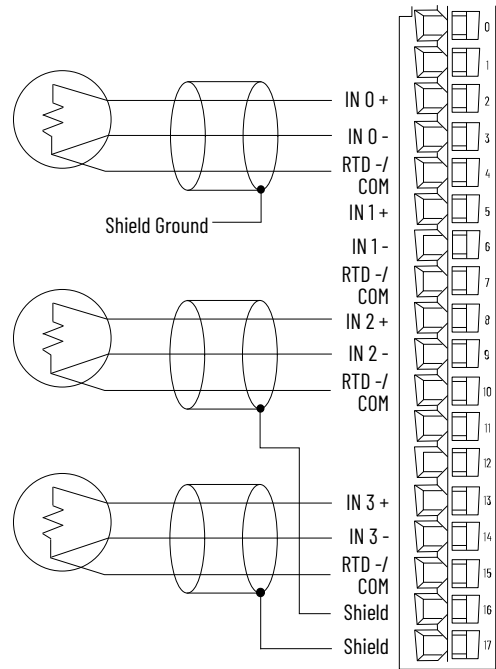 IN 0 +
IN 0 -
RTD -/
COM
Shield Ground
IN 1 +
IN 1 -
RTD -/
COM
IN 2 +
IN 2 -
RTD -/
COM
IN 3 +
IN 3 -
RTD -/
COM
Shield
Shield
0
1
2
3
4
5
6
7
8
9
10
11
12
13
14
15
16
17